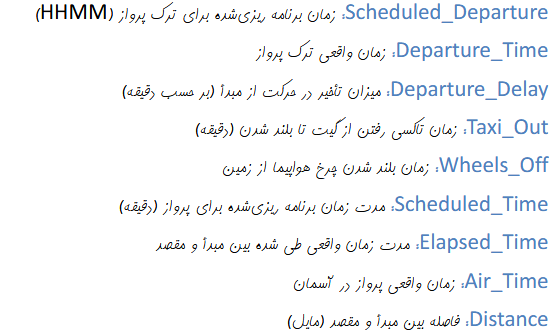 Scheduled_Departure: زمان برنامه ریزی‌شده برای ترک پرواز (HHMM)
Departure_Time: زمان واقعی ترک پرواز
Departure_Delay: میزان تأخیر در حرکت از مبدأ (بر حسب دقیقه)
Taxi_Out: زمان تاکسی رفتن از گیت تا بلند شدن (دقیقه)
Wheels_Off: زمان بلند شدن چرخ هواپیما از زمین
Scheduled_Time: مدت زمان برنامه ریزی‌شده برای پرواز (دقیقه)
Elapsed_Time: مدت زمان واقعی طی شده بین مبدأ و مقصد
Air_Time: زمان واقعی پرواز در آسمان
Distance: فاصله بین مبدأ و مقصد (مایل)